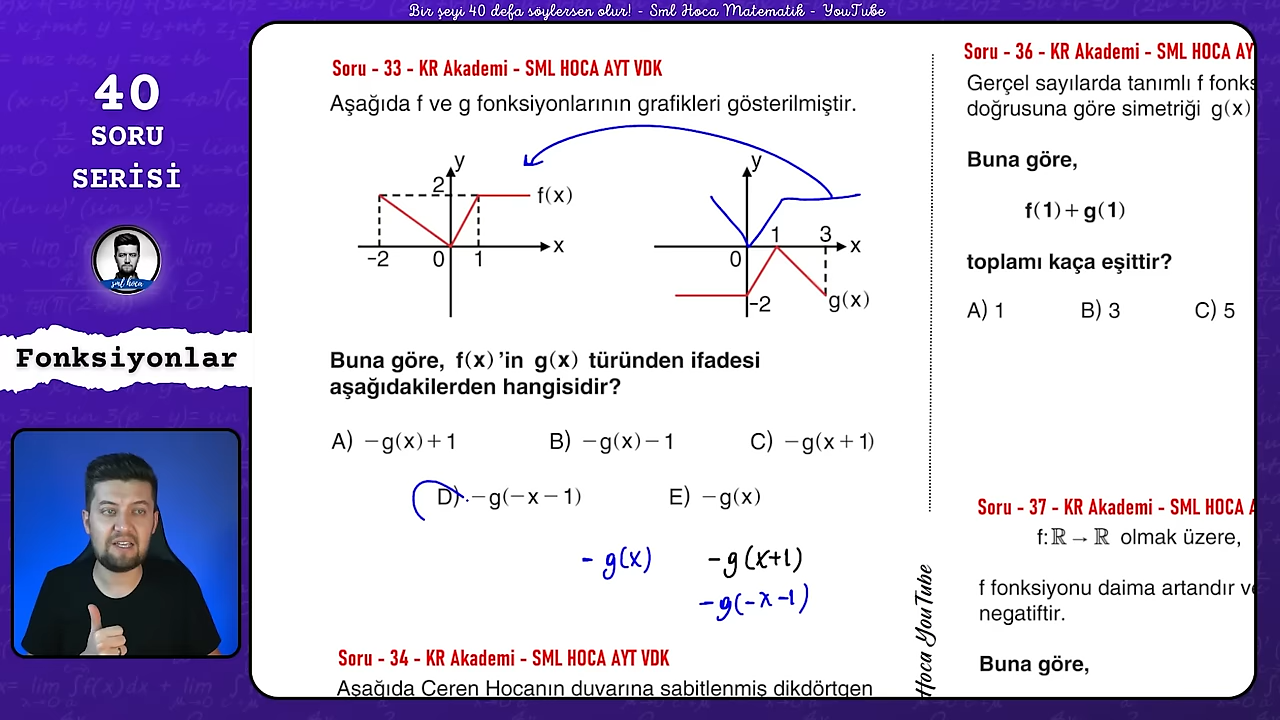 Bir şeyi 40 defa söylersen olur! - Sml Hoca Matematik - YouTube
40
SORU
SERİSİ
sml hoca
Fonksiyonlar
Soru - 33 - KR Akademi - SML HOCA AYT VDK
Aşağıda f ve g fonksiyonlarının grafikleri gösterilmiştir.
y
2
f(x)
-2
0
1
x
y
1
3
x
0
-2
g(x)
Buna göre, f(x)'in g(x) türünden ifadesi
aşağıdakilerden hangisidir?
A) -g(x)+1
B) -g(x)-1
C) -g(x+1)
D) -g(-x-1)
E) -g(x)
-g(x)
-g(x+1)
-g(-x-1)
Soru - 34 - KR Akademi - SML HOCA AYT VDK
Aşağıda Ceren Hocanın duvarına sabitlenmiş dikdörtgen
Hoca YouTube
Soru - 36 - KR Akademi - SML HOCA AY
Gerçel sayılarda tanımlı f fonks
doğrusuna göre simetriği g(x)
Buna göre,
f(1)+g(1)
toplamı kaça eşittir?
A) 1
B) 3
C) 5
Soru - 37 - KR Akademi - SML HOCA A
f: ℝ → ℝ olmak üzere,
f fonksiyonu daima artandır ve
negatiftir.
Buna göre,